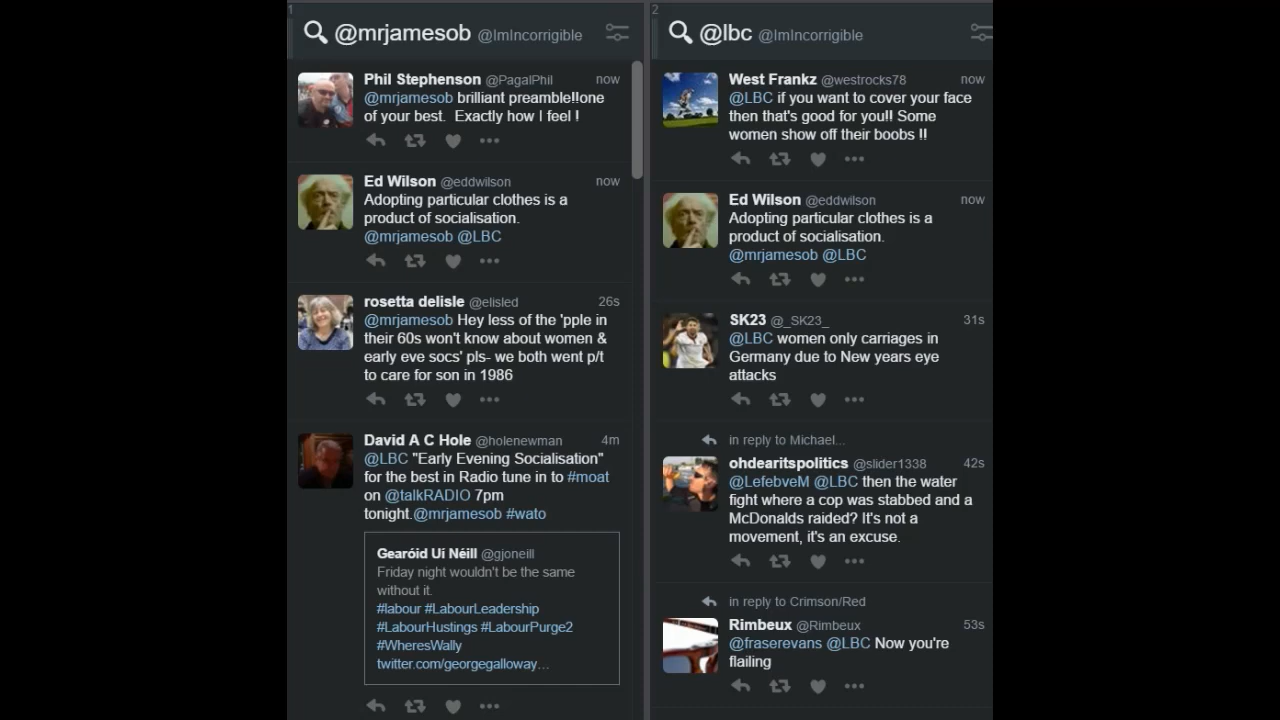 1
@mrjamesob @ImIncorrigible
Phil Stephenson @PagalPhil now
@mrjamesob brilliant preamble!!one
of your best.  Exactly how I feel !
Ed Wilson @eddwilson now
Adopting particular clothes is a
product of socialisation.
@mrjamesob @LBC
rosetta delisle @elisled 26s
@mrjamesob Hey less of the 'pple in
their 60s won't know about women &
early eve socs' pls- we both went p/t
to care for son in 1986
David A C Hole @holenewman 4m
@LBC "Early Evening Socialisation"
for the best in Radio tune in to #moat
on @talkRADIO 7pm
tonight.@mrjamesob #wato
Gearóid Uí Néill @gjoneill
Friday night wouldn't be the same
without it.
#labour #LabourLeadership
#LabourHustings #LabourPurge2
#WheresWally
twitter.com/georgegalloway…
2
@lbc @ImIncorrigible
West Frankz @westrocks78 now
@LBC if you want to cover your face
then that's good for you!! Some
women show off their boobs !!
Ed Wilson @eddwilson now
Adopting particular clothes is a
product of socialisation.
@mrjamesob @LBC
SK23 @_SK23_ 31s
@LBC women only carriages in
Germany due to New years eye
attacks
in reply to Michael...
ohdearitspolitics @slider1338 42s
@LefebveM @LBC then the water
fight where a cop was stabbed and a
McDonalds raided? It's not a
movement, it's an excuse.
in reply to Crimson/Red
Rimbeux @Rimbeux 53s
@fraserevans @LBC Now you're
flailing